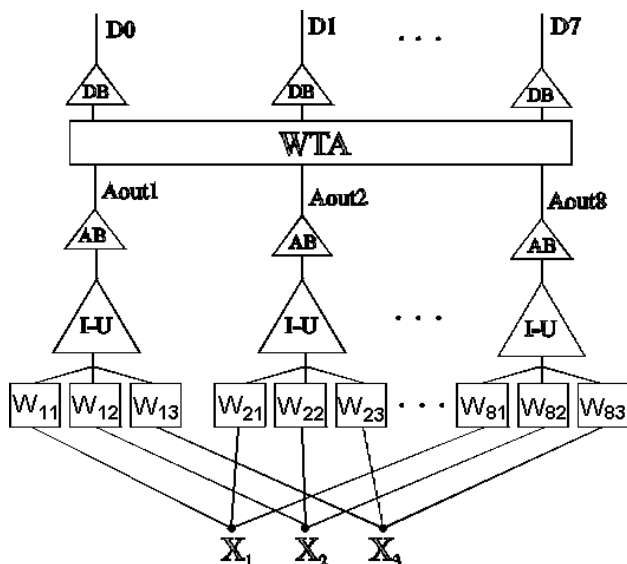 D0 D1 . . . D7
DB DB DB
WTA
Aout1 Aout2 Aout8
AB AB AB
I-U I-U . . . I-U
W11 W12 W13 W21 W22 W23 . . . W81 W82 W83
X1 X2 X3